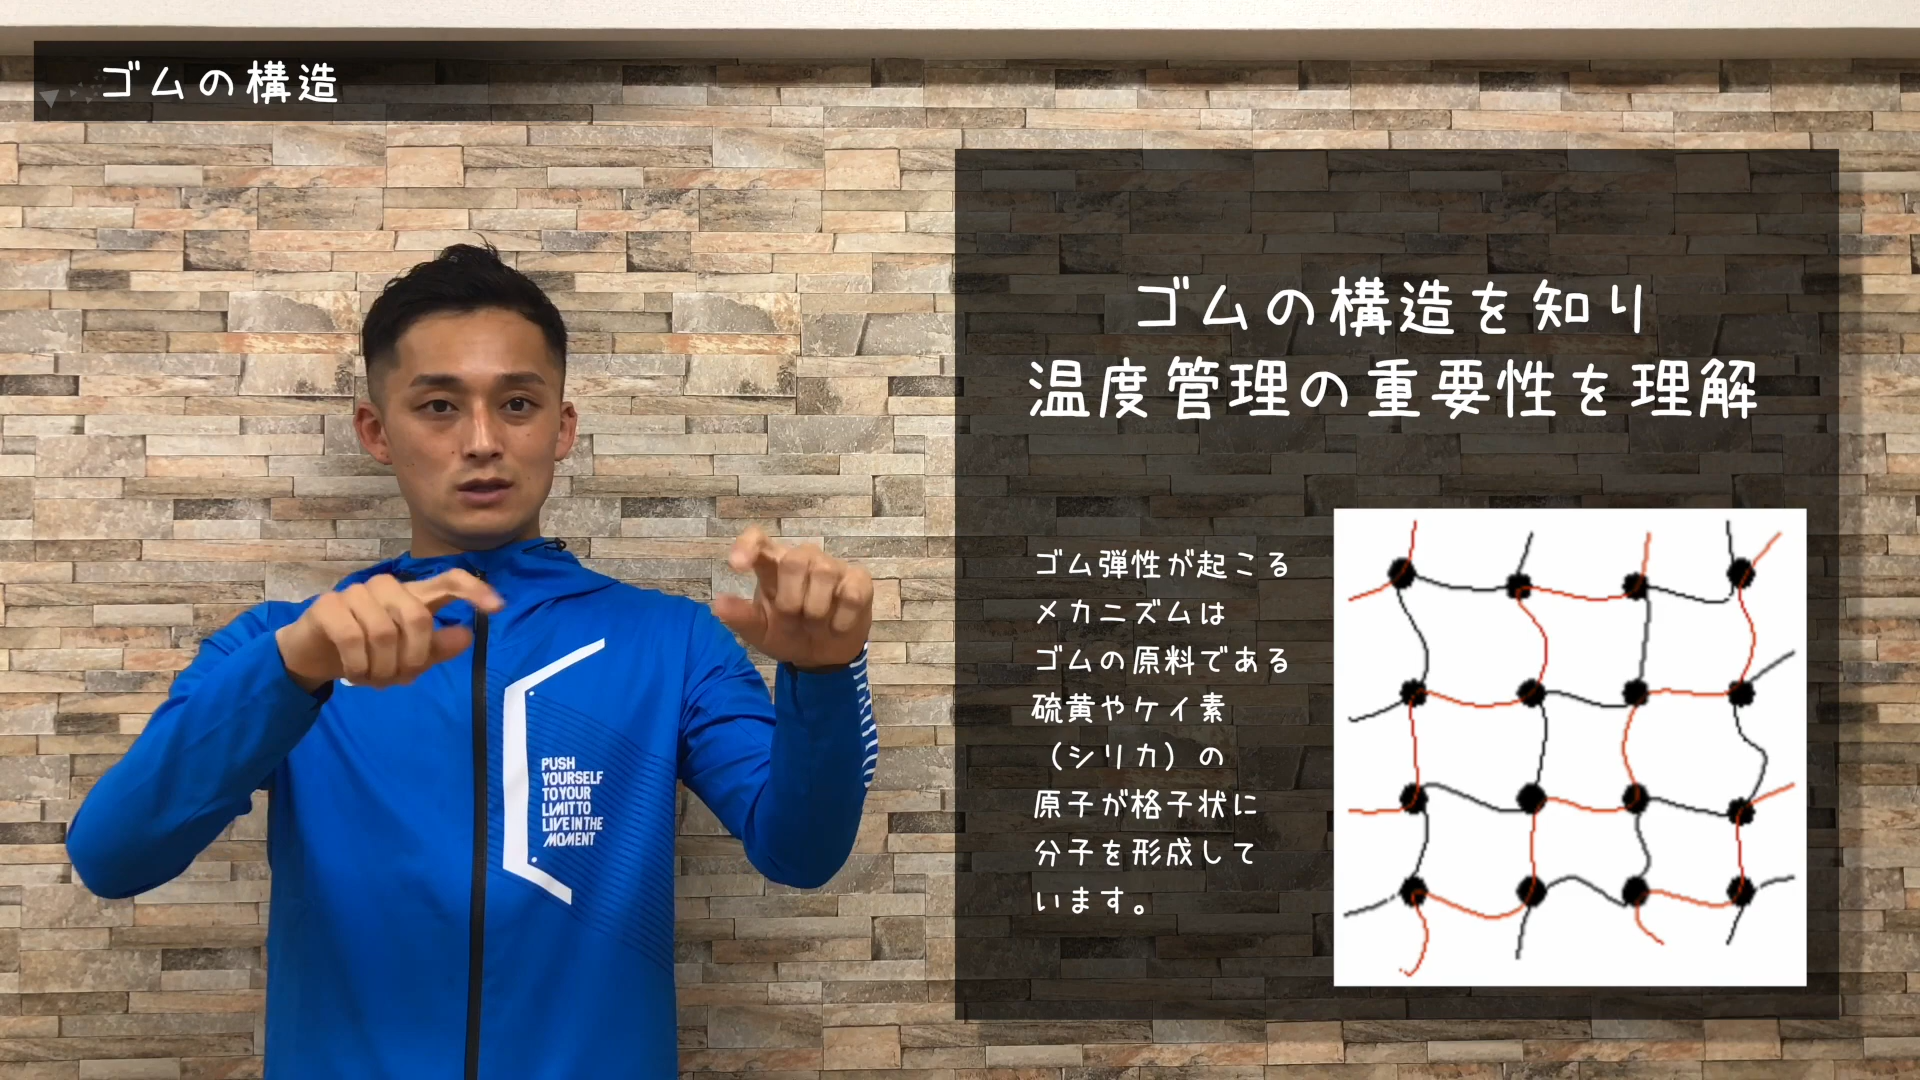 ゴムの構造
ゴムの構造を知り
温度管理の重要性を理解
ゴム弾性が起こる
メカニズムは
ゴムの原料である
硫黄やケイ素
（シリカ）の
原子が格子状に
分子を形成して
います。
PUSH
YOURSELF
TO YOUR
LIMIT TO
LIVE IN THE
MOMENT